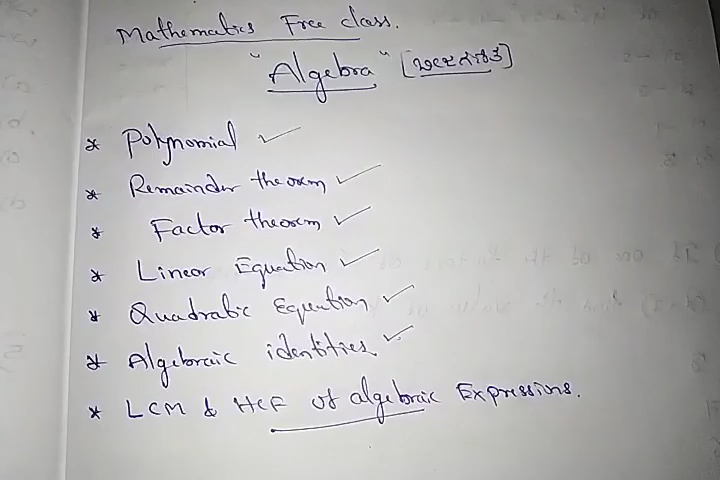 Mathematics Free class.
"Algebra" [ಬೀಜಗಣಿತ]
* Polynomial ✓
* Remainder theorem ✓
* Factor theorem ✓
* Linear Equation ✓
* Quadratic Equation ✓
* Algebraic identities ✓
* LCM & HCF of algebraic Expressions.